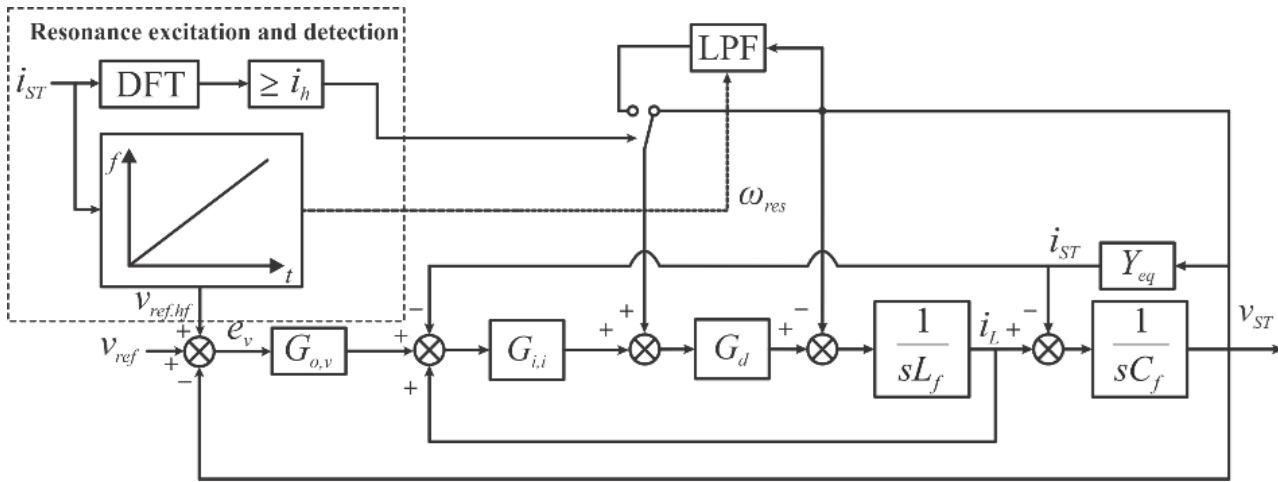 Resonance excitation and detection
LPF
i_ST
DFT
≥ i_h
f
t
ω_res
i_ST
Y_eq
v_ref.hf
v_ref
+
+
−
e_v
G_o,v
−
+
+
G_i,i
+
+
G_d
+
−
1
sL_f
i_L
+
−
1
sC_f
v_ST